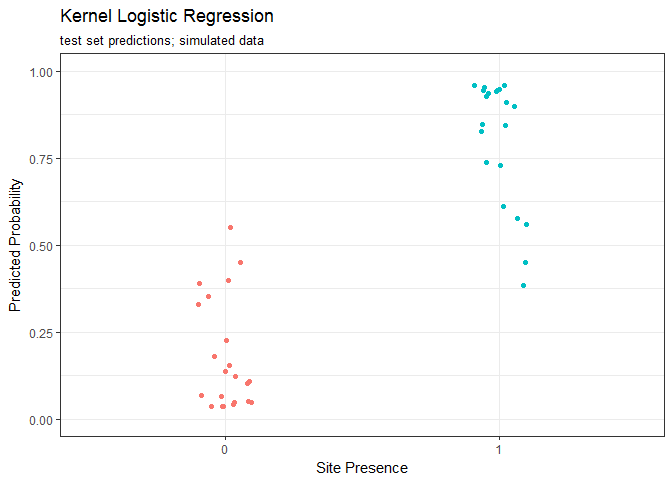 Kernel Logistic Regression
test set predictions; simulated data
1.00
0.75
0.50
0.25
0.00
Predicted Probability
0
1
Site Presence